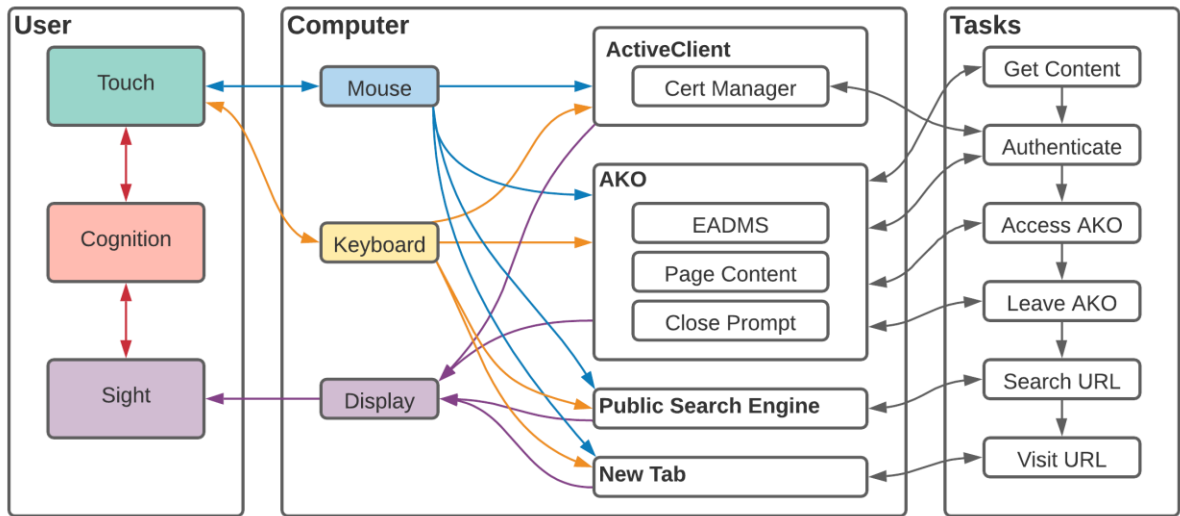 User
Touch
Cognition
Sight
Computer
Mouse
Keyboard
Display
ActiveClient
Cert Manager
AKO
EADMS
Page Content
Close Prompt
Public Search Engine
New Tab
Tasks
Get Content
Authenticate
Access AKO
Leave AKO
Search URL
Visit URL